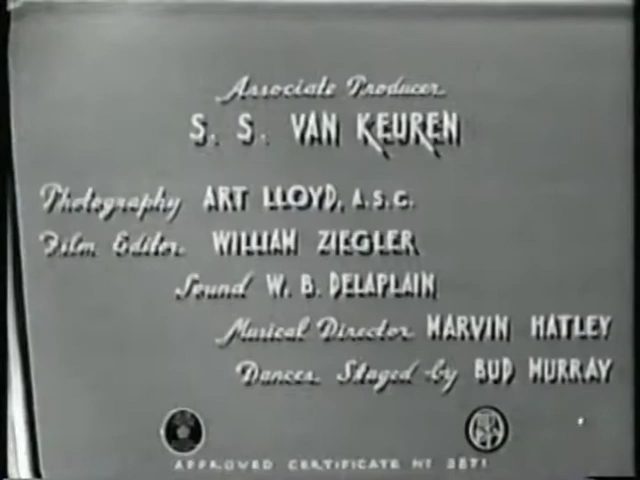 Associate Producer
S. S. VAN KEUREN
Photography ART LLOYD, A.S.C.
Film Editor WILLIAM ZIEGLER
Sound W. B. DELAPLAIN
Musical Director MARVIN HATLEY
Dances Staged by BUD MURRAY
APPROVED CERTIFICATE Nº